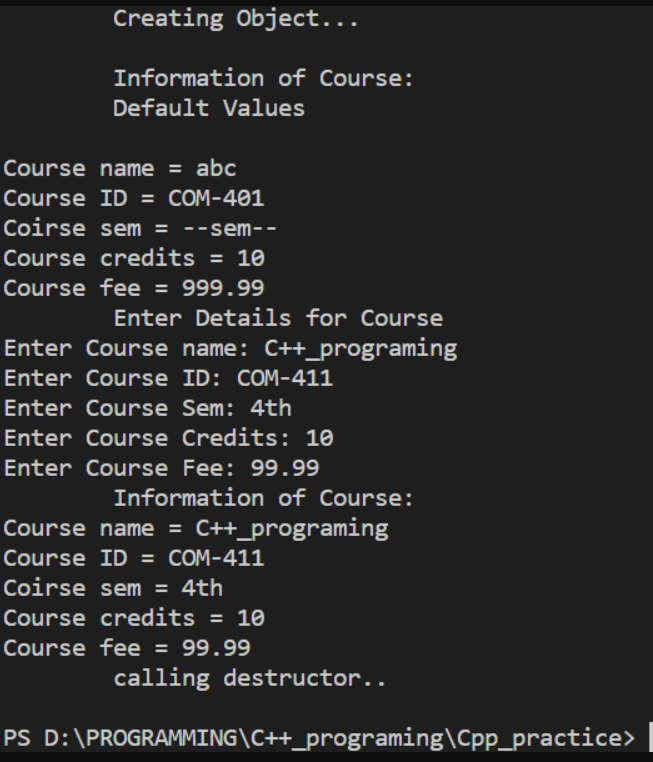 Creating Object...
Information of Course:
Default Values
Course name = abc
Course ID = COM-401
Coirse sem = --sem--
Course credits = 10
Course fee = 999.99
Enter Details for Course
Enter Course name: C++_programing
Enter Course ID: COM-411
Enter Course Sem: 4th
Enter Course Credits: 10
Enter Course Fee: 99.99
Information of Course:
Course name = C++_programing
Course ID = COM-411
Coirse sem = 4th
Course credits = 10
Course fee = 99.99
calling destructor..
PS D:\PROGRAMMING\C++_programing\Cpp_practice>